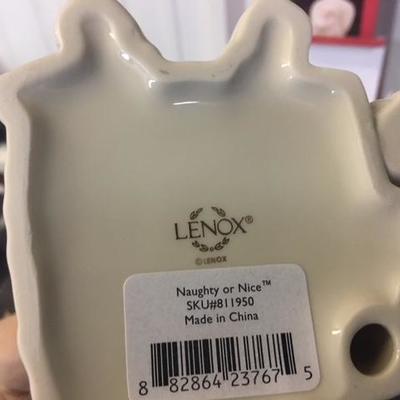 LENOX®
© LENOX
Naughty or Nice™
SKU#811950
Made in China
8 82864 23767 5